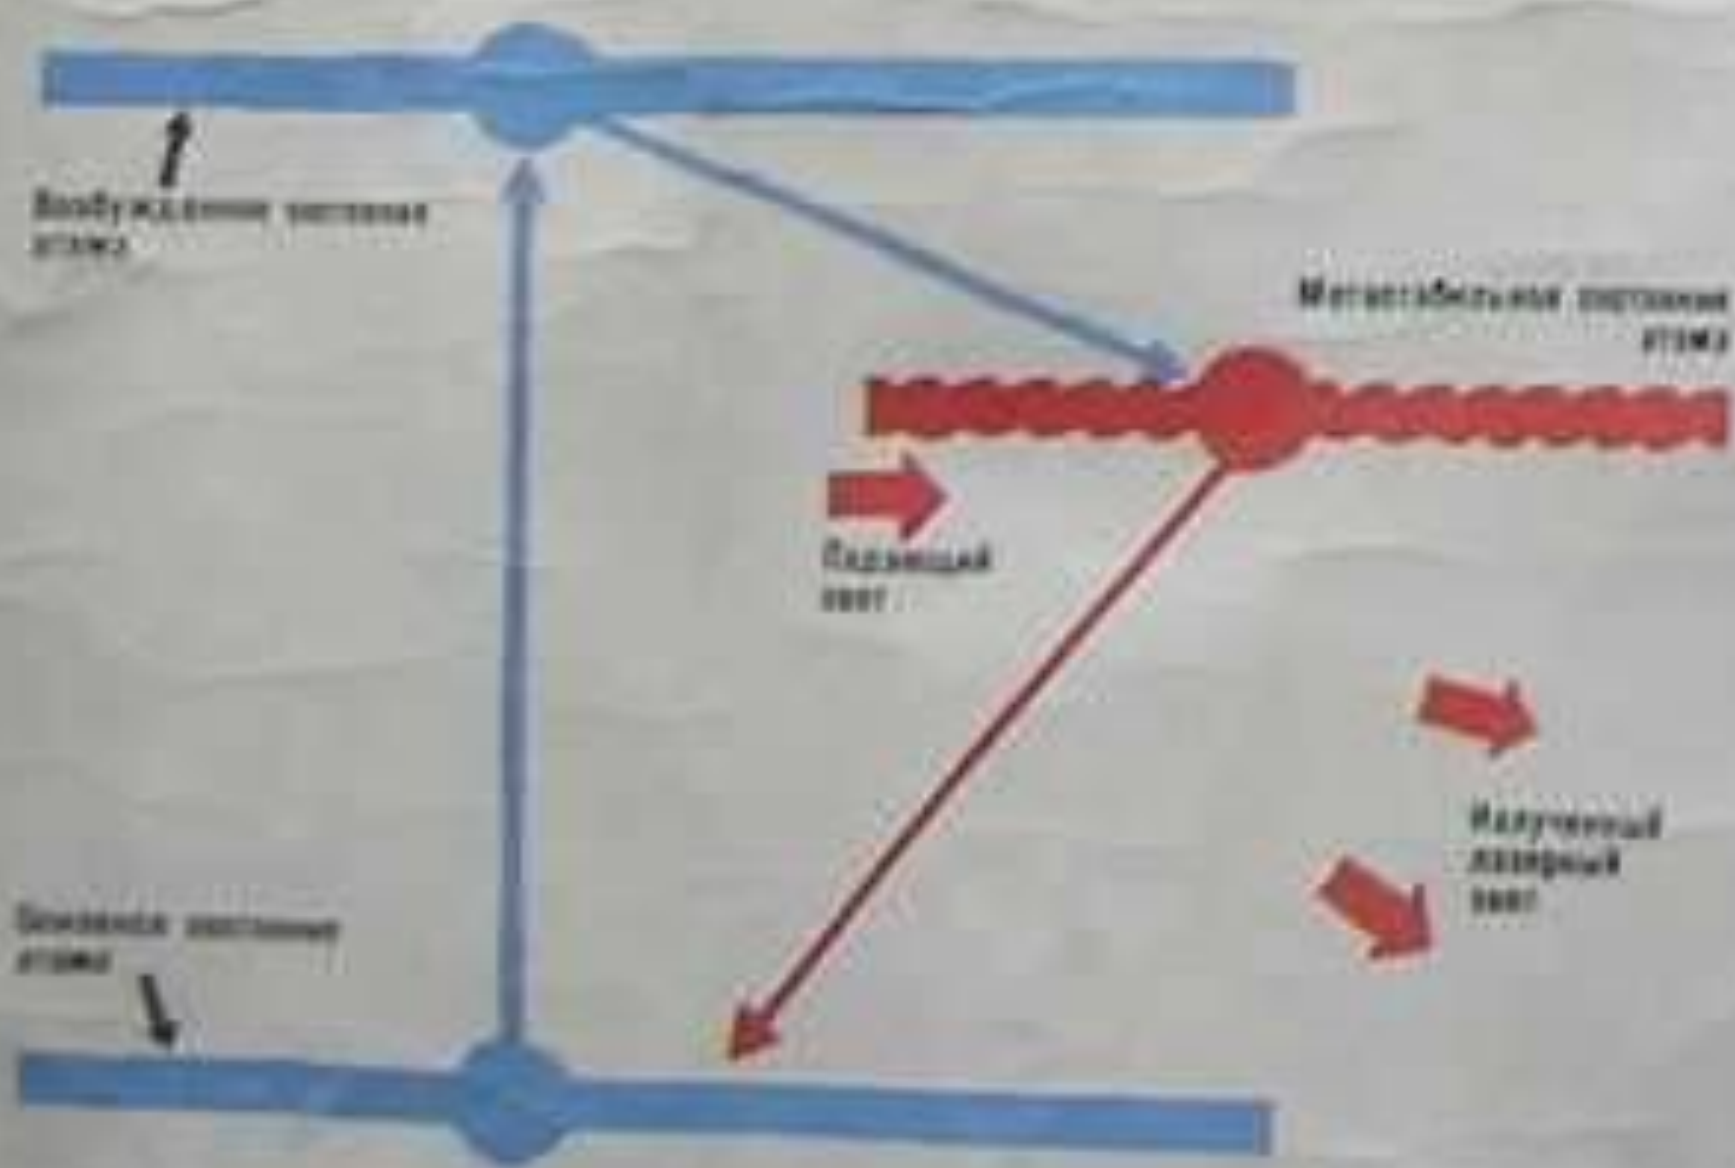 Возбужденное состояние
атома
Метастабильное состояние
атома
Падающий
свет
Излученный
лазерный
свет
Основное состояние
атома